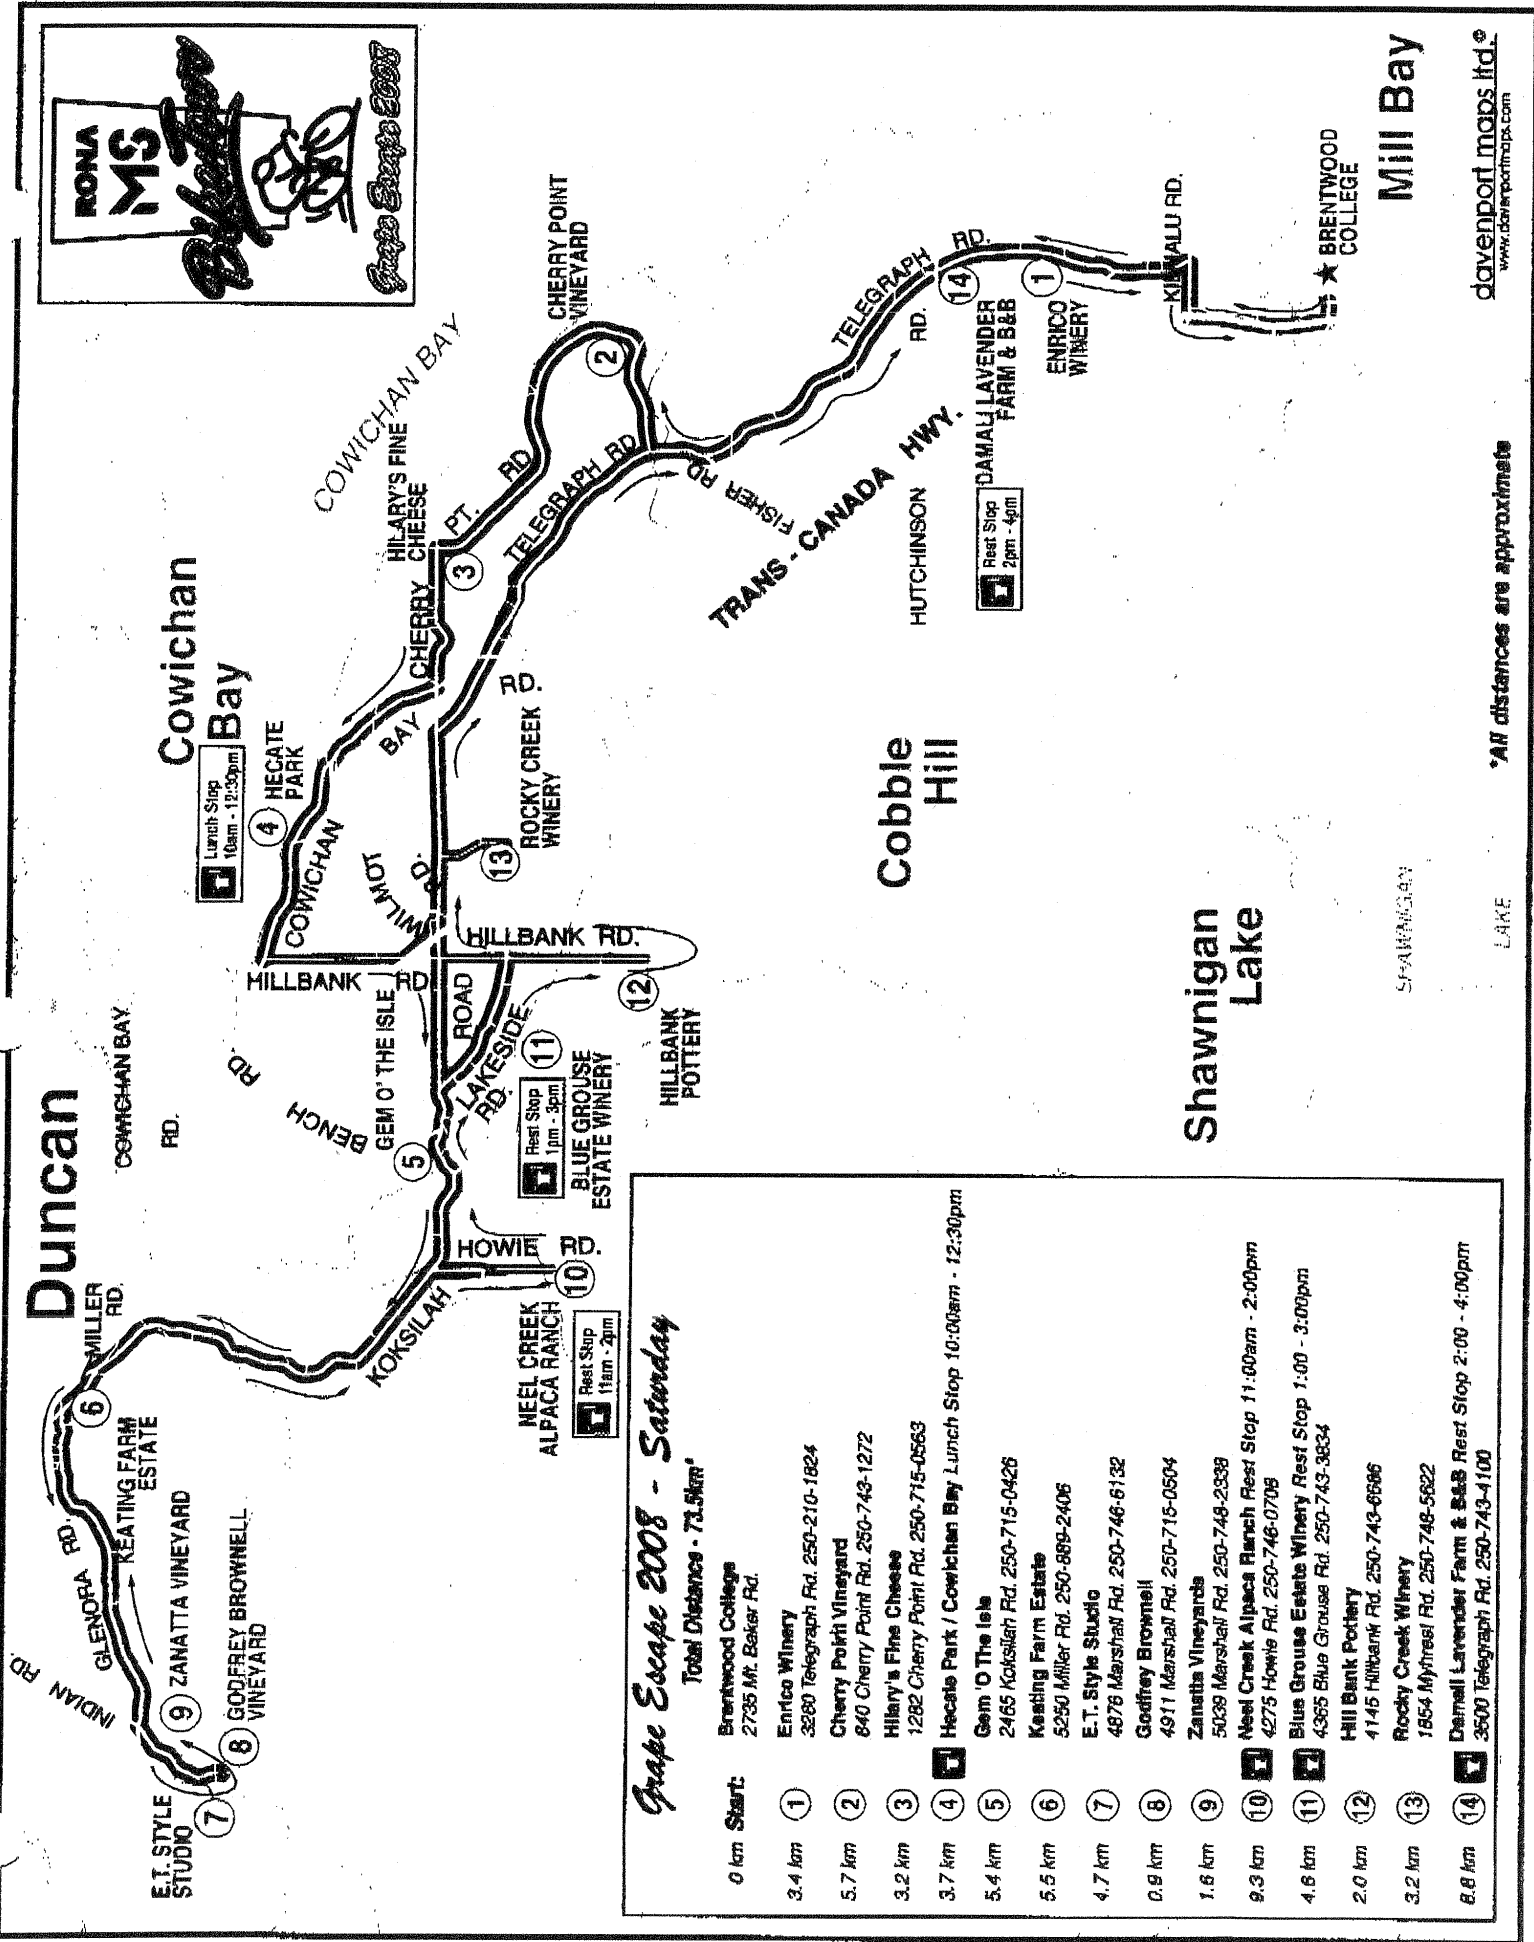 RONA
MS
Bike Tour
Grape Escape 2008
Duncan
Cowichan
Bay
Lunch Stop
10am - 12:30pm
4
HECATE
PARK
COWICHAN BAY
HILARY'S FINE
CHEESE
3
CHERRY POINT
VINEYARD
2
CHERRY
PT.
RD
TELEGRAPH RD
COWICHAN
BAY
RD.
HILLBANK RD
WILMOT
RD.
HILLBANK RD.
ROCKY CREEK
WINERY
13
12
HILLBANK
POTTERY
COWICHAN BAY
RD.
BENCH RD
GEM O' THE ISLE
5
ROAD
LAKESIDE
RD.
11
Rest Stop
1pm - 3pm
BLUE GROUSE
ESTATE WINERY
HOWIE RD.
10
NEEL CREEK
ALPACA RANCH
Rest Stop
11am - 2pm
KOKSILAH
MILLER
RD.
6
KEATING FARM
ESTATE
GLENORA RD.
INDIAN RD.
9
ZANATTA VINEYARD
8
GODFREY BROWNELL
VINEYARD
7
E.T. STYLE
STUDIO
FISHER RD
TRANS - CANADA HWY.
TELEGRAPH RD.
HUTCHINSON RD.
14
DAMALI LAVENDER
FARM & B&B
Rest Stop
2pm - 4pm
1
ENRICO
WINERY
KILMALU RD.
★ BRENTWOOD
COLLEGE
Mill Bay
Cobble
Hill
Shawnigan
Lake
SHAWNIGAN
LAKE
*All distances are approximate
davenport maps ltd.©
www.davenportmaps.com
Grape Escape 2008 - Saturday
Total Distance - 73.5km*
0 km Start: Brentwood College
2735 Mt. Baker Rd.
3.4 km 1 Enrico Winery
3280 Telegraph Rd. 250-210-1824
5.7 km 2 Cherry Point Vineyard
840 Cherry Point Rd. 250-743-1272
3.2 km 3 Hilary's Fine Cheese
1282 Cherry Point Rd. 250-715-0563
3.7 km 4 Hecate Park / Cowichan Bay Lunch Stop 10:00am - 12:30pm
5.4 km 5 Gem 'O The Isle
2465 Koksilah Rd. 250-715-0426
5.5 km 6 Keating Farm Estate
5250 Miller Rd. 250-889-2406
4.7 km 7 E.T. Style Studio
4876 Marshall Rd. 250-746-6132
0.9 km 8 Godfrey Brownell
4911 Marshall Rd. 250-715-0504
1.6 km 9 Zanatta Vineyards
5039 Marshall Rd. 250-748-2338
9.3 km 10 Neel Creek Alpaca Ranch Rest Stop 11:00am - 2:00pm
4275 Howie Rd. 250-746-0708
4.6 km 11 Blue Grouse Estate Winery Rest Stop 1:00 - 3:00pm
4365 Blue Grouse Rd. 250-743-3834
2.0 km 12 Hill Bank Pottery
4145 Hillbank Rd. 250-743-6686
3.2 km 13 Rocky Creek Winery
1854 Myhrest Rd. 250-748-5622
8.8 km 14 Damali Lavender Farm & B&B Rest Stop 2:00 - 4:00pm
3500 Telegraph Rd. 250-743-4100